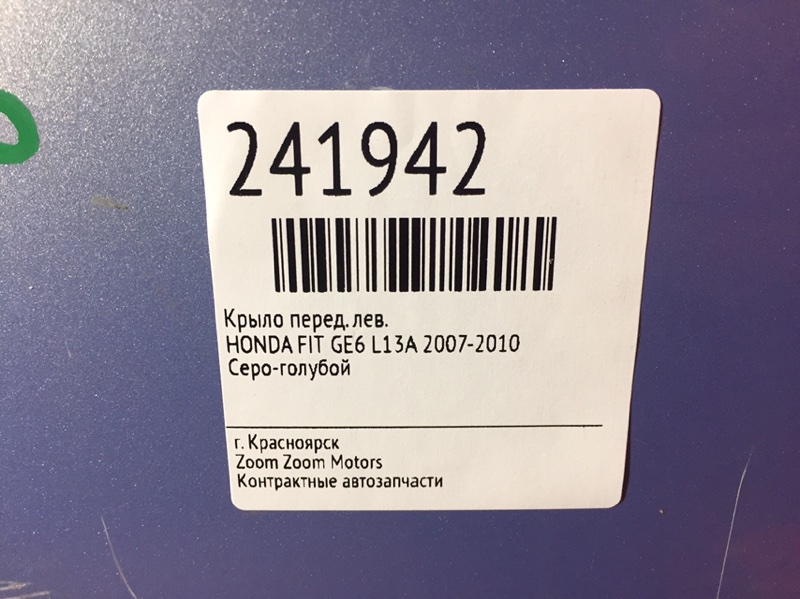 241942
Крыло перед. лев.
HONDA FIT GE6 L13A 2007-2010
Серо-голубой
г. Красноярск
Zoom Zoom Motors
Контрактные автозапчасти